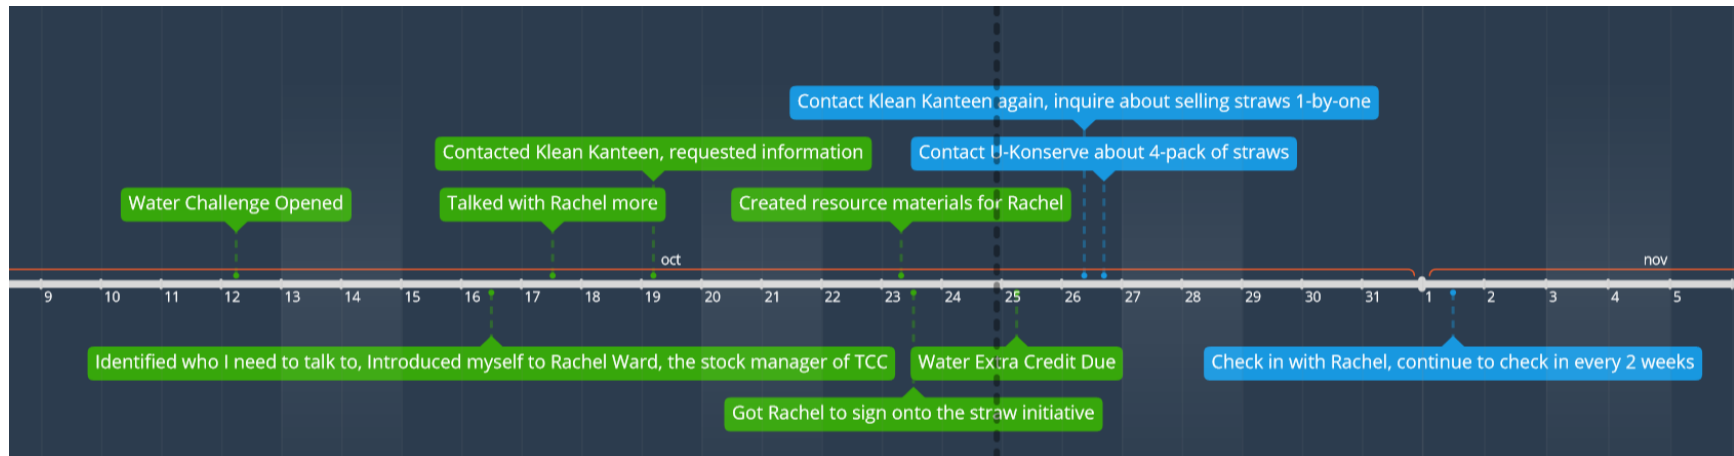 Contact Klean Kanteen again, inquire about selling straws 1-by-one
Contacted Klean Kanteen, requested information
Contact U-Konserve about 4-pack of straws
Water Challenge Opened
Talked with Rachel more
Created resource materials for Rachel
oct
nov
9 10 11 12 13 14 15 16 17 18 19 20 21 22 23 24 25 26 27 28 29 30 31 1 2 3 4 5
Identified who I need to talk to, Introduced myself to Rachel Ward, the stock manager of TCC
Water Extra Credit Due
Check in with Rachel, continue to check in every 2 weeks
Got Rachel to sign onto the straw initiative